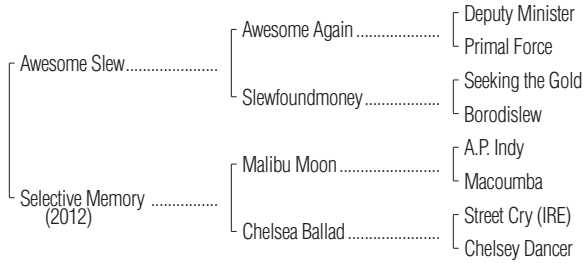 Deputy Minister
Awesome Again ....................
Primal Force
Awesome Slew......................
Seeking the Gold
Slewfoundmoney..................
Borodislew
A.P. Indy
Malibu Moon ........................
Macoumba
Selective Memory ................
(2012)
Street Cry (IRE)
Chelsea Ballad ......................
Chelsey Dancer